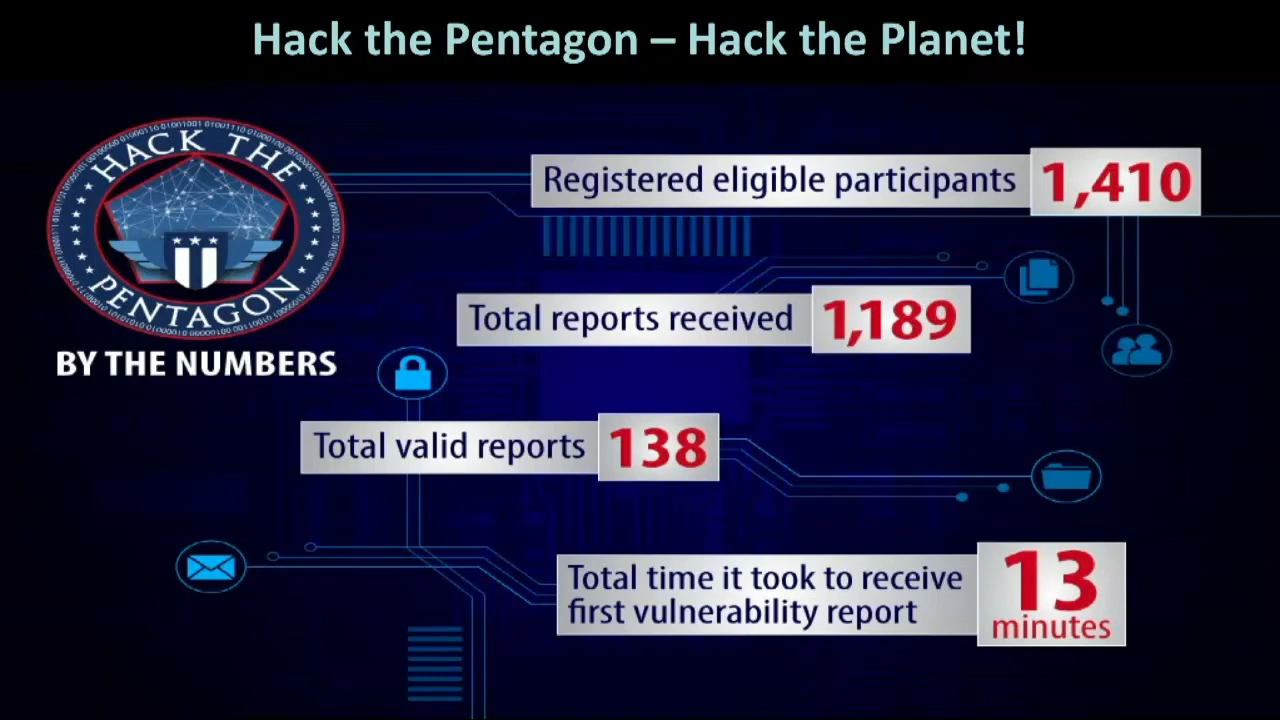 Hack the Pentagon – Hack the Planet!
HACK THE
PENTAGON
BY THE NUMBERS
Registered eligible participants 1,410
Total reports received 1,189
Total valid reports 138
Total time it took to receive
first vulnerability report
13
minutes